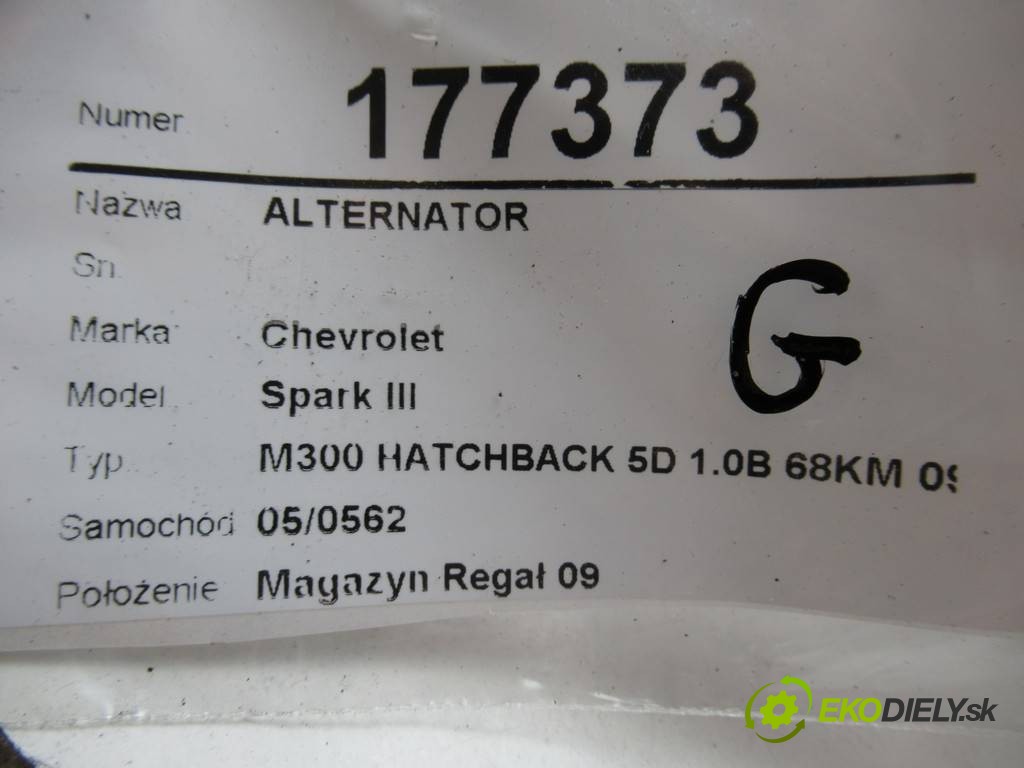 Numer 177373
Nazwa ALTERNATOR
Sn.
Marka Chevrolet
Model Spark III
Typ M300 HATCHBACK 5D 1.0B 68KM 09
Samochód 05/0562
Położenie Magazyn Regał 09
G
EKODIELY.sk